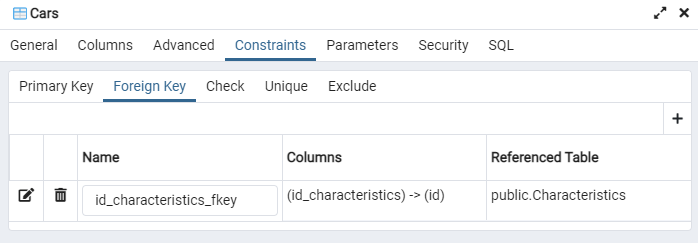 Cars
General Columns Advanced Constraints Parameters Security SQL
Primary Key Foreign Key Check Unique Exclude
Name Columns Referenced Table
id_characteristics_fkey (id_characteristics) -> (id) public.Characteristics